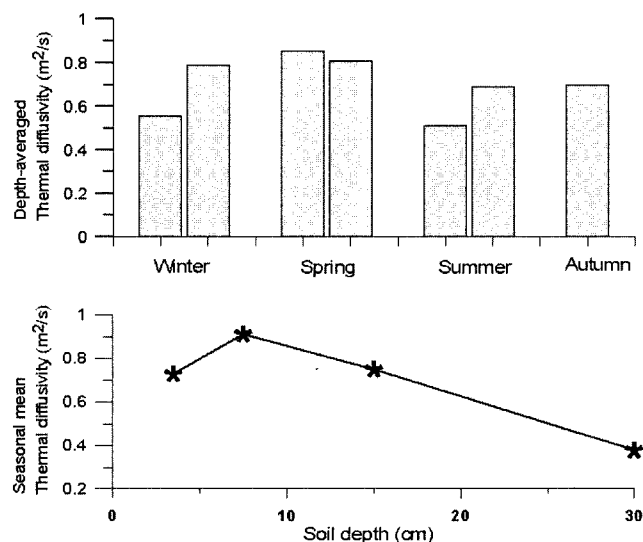 Depth-averaged
Thermal diffusivity (m²/s)
1
0.8
0.6
0.4
0.2
0
Winter Spring Summer Autumn
Seasonal mean
Thermal diffusivity (m²/s)
1
0.8
0.6
0.4
0.2
0 10 20 30
Soil depth (cm)